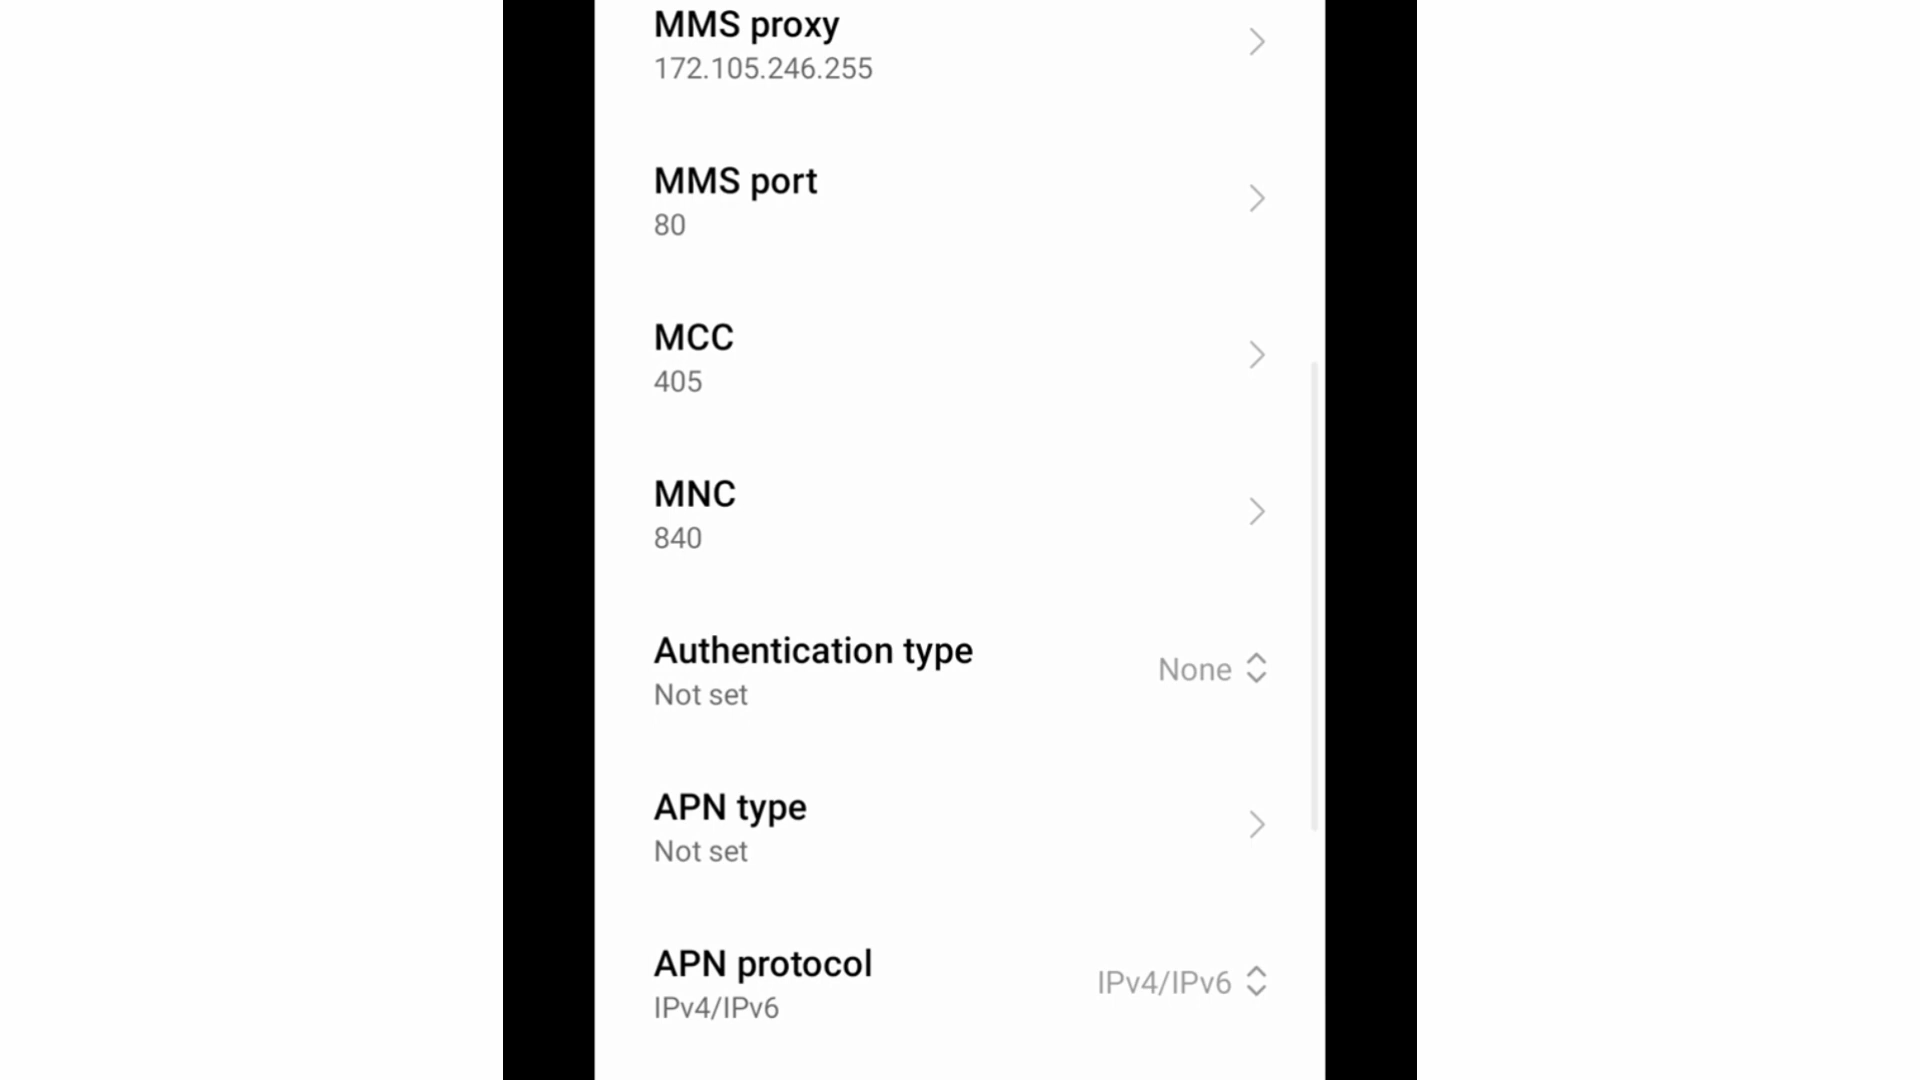 MMS proxy
172.105.246.255
MMS port
80
MCC
405
MNC
840
Authentication type
Not set
None
APN type
Not set
APN protocol
IPv4/IPv6
IPv4/IPv6